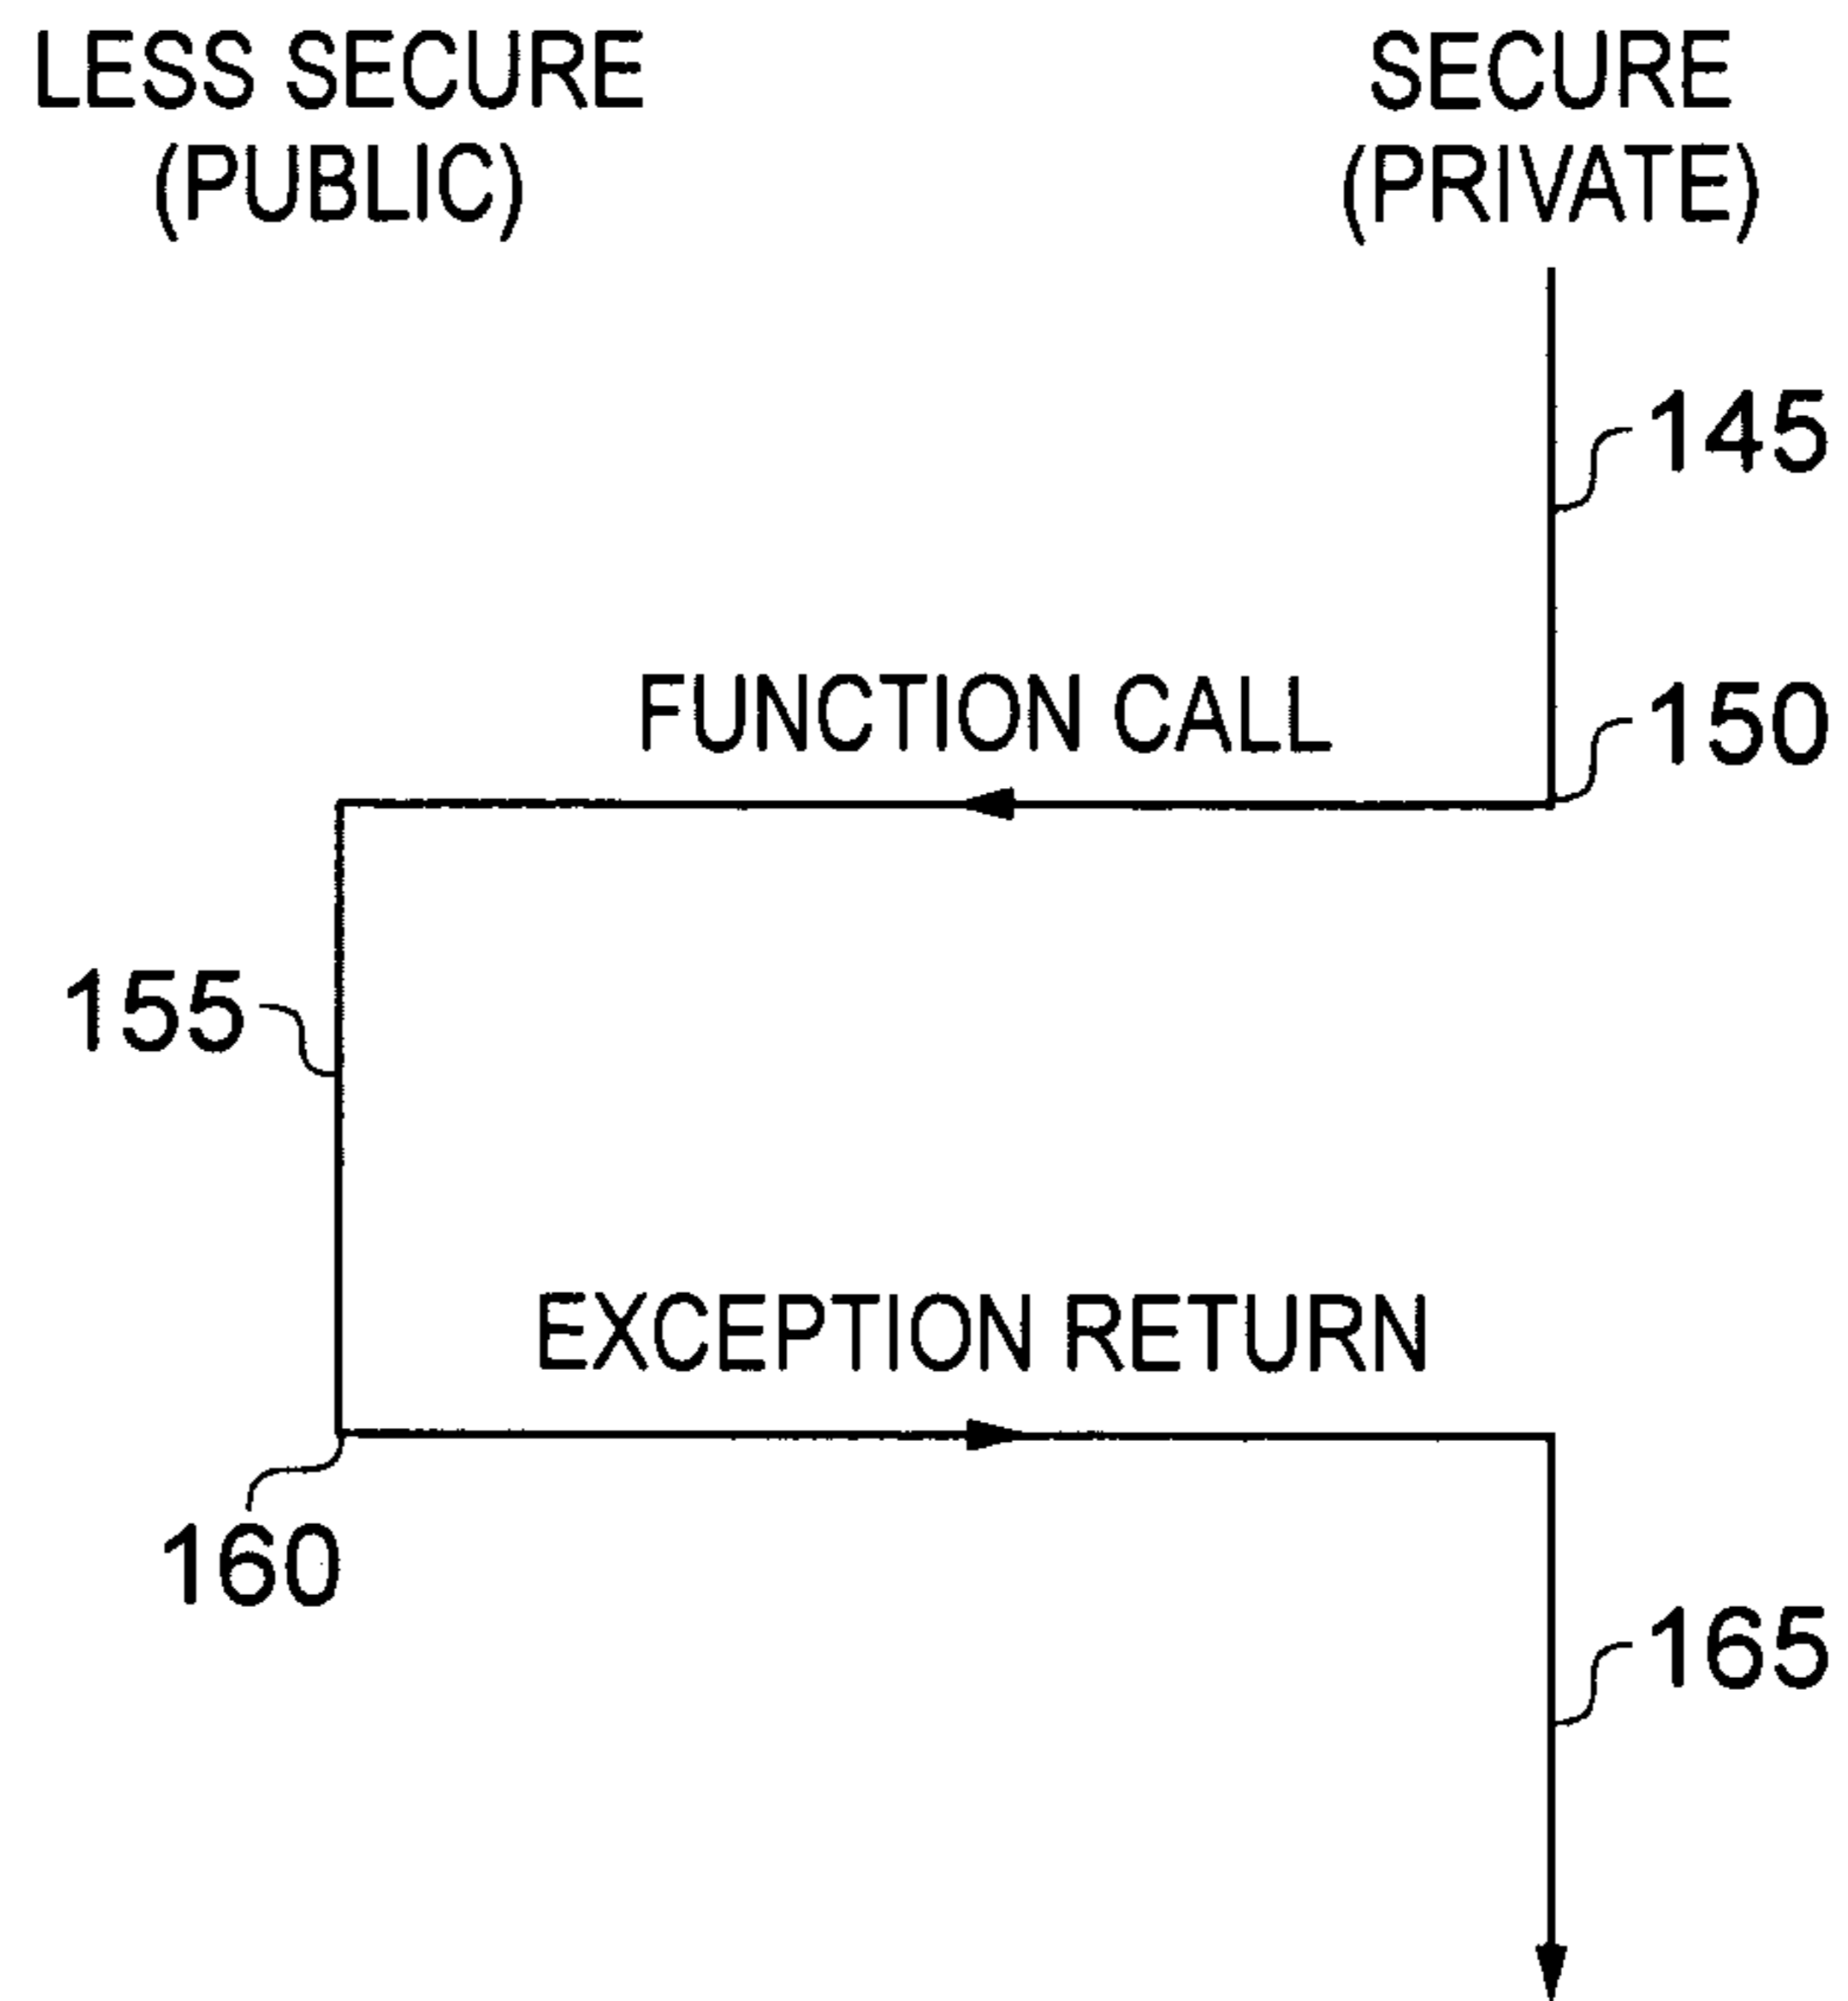 LESS SECURE
(PUBLIC)
SECURE
(PRIVATE)
145
FUNCTION CALL
150
155
EXCEPTION RETURN
160
165